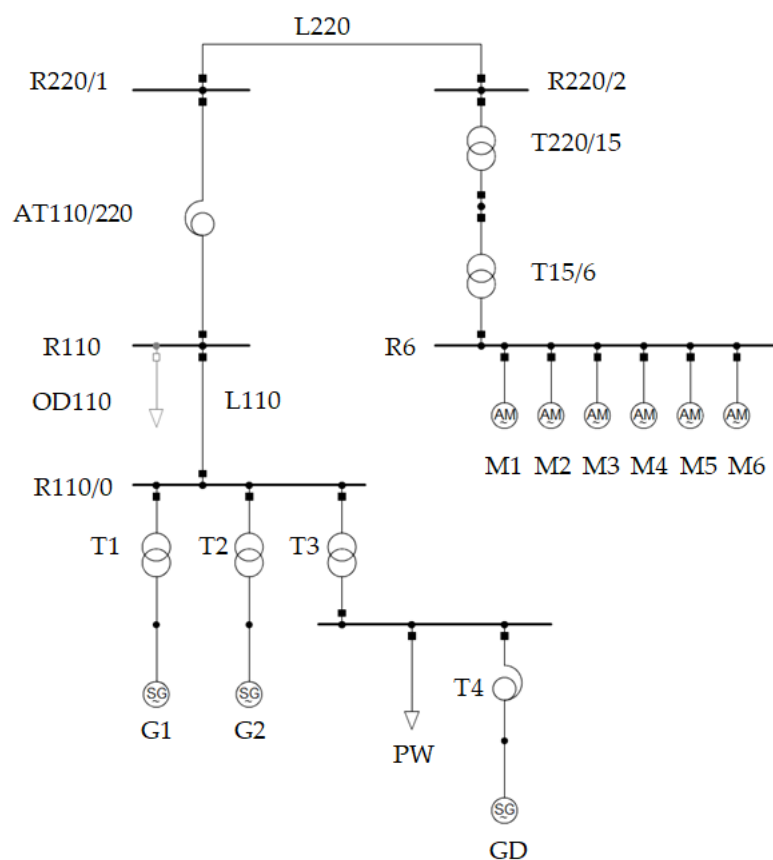 L220
R220/1
R220/2
T220/15
AT110/220
T15/6
R110
R6
OD110
L110
AM AM AM AM AM AM
M1 M2 M3 M4 M5 M6
R110/0
T1 T2 T3
SG SG
T4
G1 G2
PW
SG
GD